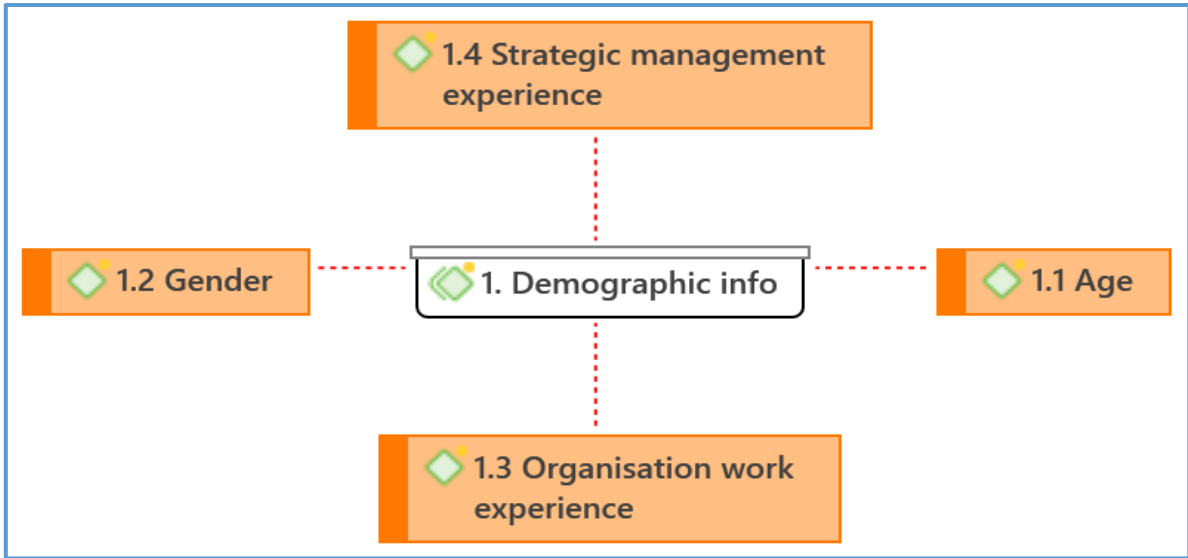 1.4 Strategic management
experience
1.2 Gender
1. Demographic info
1.1 Age
1.3 Organisation work
experience